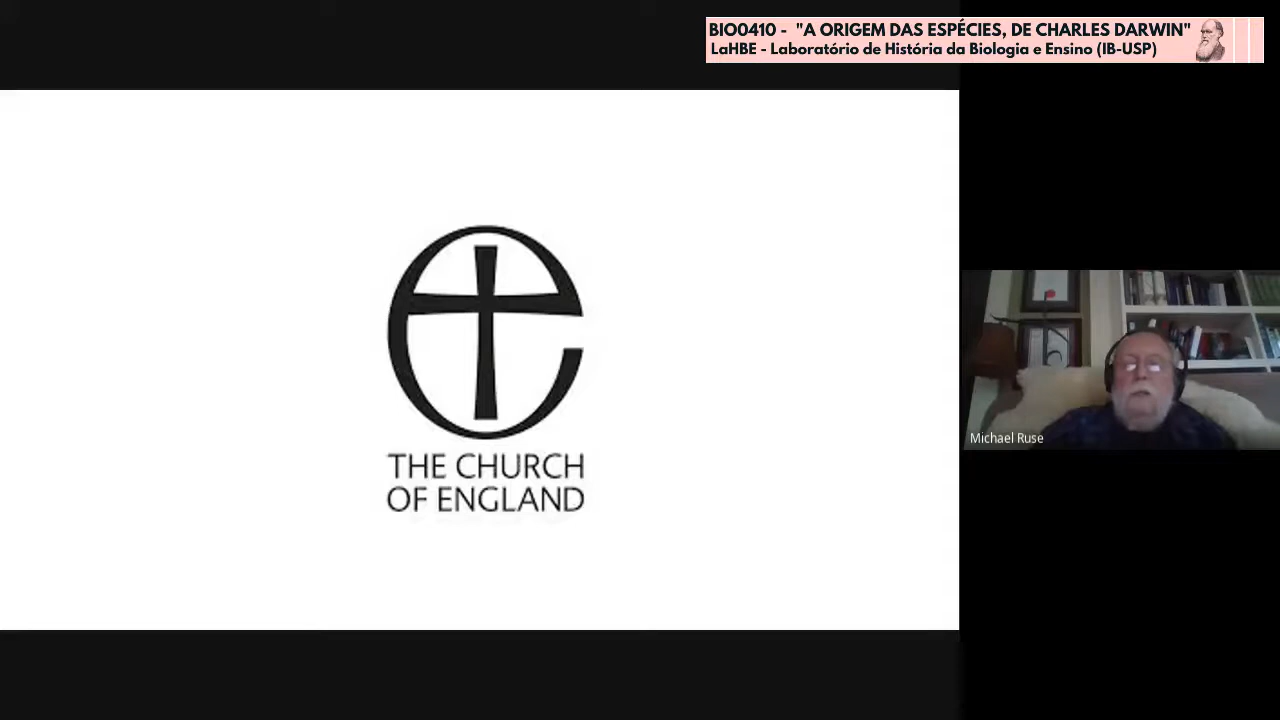 BIO0410 - "A ORIGEM DAS ESPÉCIES, DE CHARLES DARWIN"
LaHBE - Laboratório de História da Biologia e Ensino (IB-USP)
THE CHURCH
OF ENGLAND
Michael Ruse